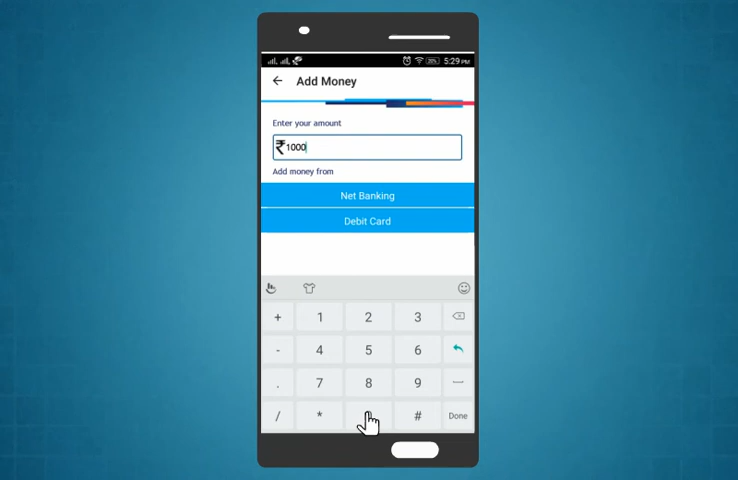 5:29 PM
Add Money
Enter your amount
₹1000
Add money from
Net Banking
Debit Card
+ 1 2 3
- 4 5 6
. 7 8 9
/ * # Done